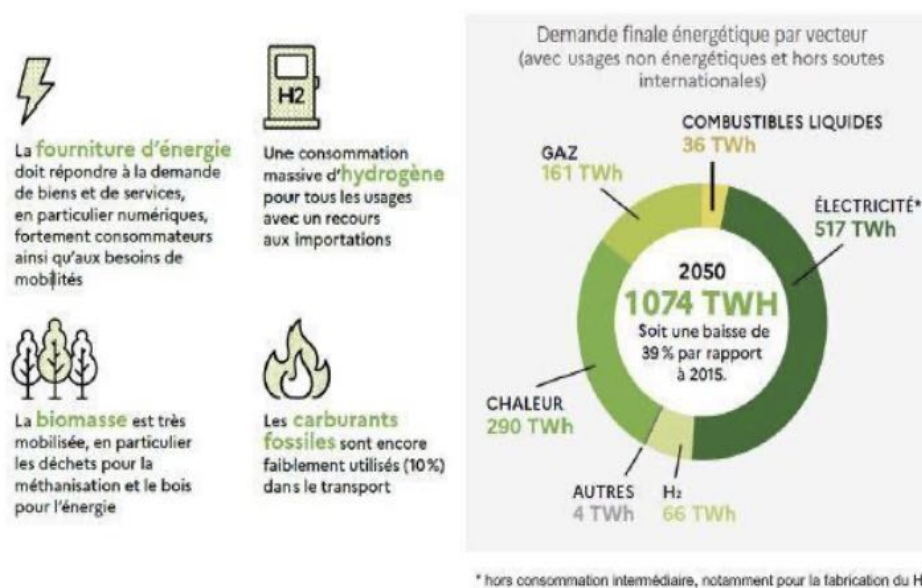 La fourniture d'énergie
doit répondre à la demande
de biens et de services,
en particulier numériques,
fortement consommateurs
ainsi qu'aux besoins de
mobilités
H2
Une consommation
massive d'hydrogène
pour tous les usages
avec un recours
aux importations
La biomasse est très
mobilisée, en particulier
les déchets pour la
méthanisation et le bois
pour l'énergie
Les carburants
fossiles sont encore
faiblement utilisés (10%)
dans le transport
Demande finale énergétique par vecteur
(avec usages non énergétiques et hors soutes
internationales)
COMBUSTIBLES LIQUIDES
36 TWh
GAZ
161 TWh
ÉLECTRICITÉ*
517 TWh
2050
1074 TWH
Soit une baisse de
39% par rapport
à 2015.
CHALEUR
290 TWh
AUTRES
4 TWh
H₂
66 TWh
* hors consommation intermédiaire, notamment pour la fabrication du H